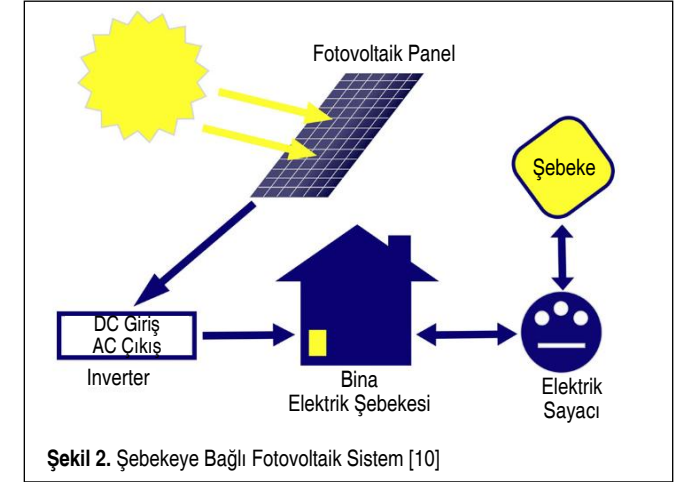 Fotovoltaik Panel
Şebeke
DC Giriş
AC Çıkış
Inverter
Bina
Elektrik Şebekesi
Elektrik
Sayacı
Şekil 2. Şebekeye Bağlı Fotovoltaik Sistem [10]